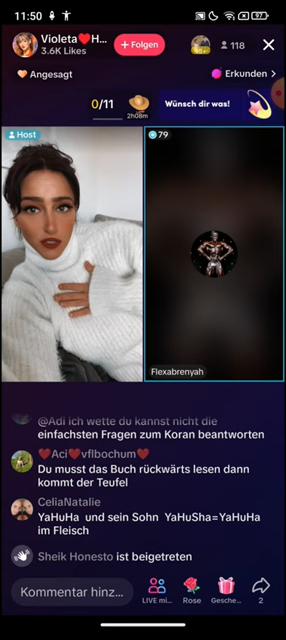 11:50
97
Violeta❤️H...
3.6K Likes
+ Folgen
118
Angesagt
Erkunden >
0/11
2h08m
Wünsch dir was!
Host
79
Flexabrenyah
@Adi ich wette du kannst nicht die
einfachsten Fragen zum Koran beantworten
❤️Aci❤️vflbochum❤️
Du musst das Buch rückwärts lesen dann
kommt der Teufel
CeliaNatalie
YaHuHa und sein Sohn YaHuSha=YaHuHa
im Fleisch
Sheik Honesto ist beigetreten
Kommentar hinz...
LIVE mi...
Rose
Gesche...
2